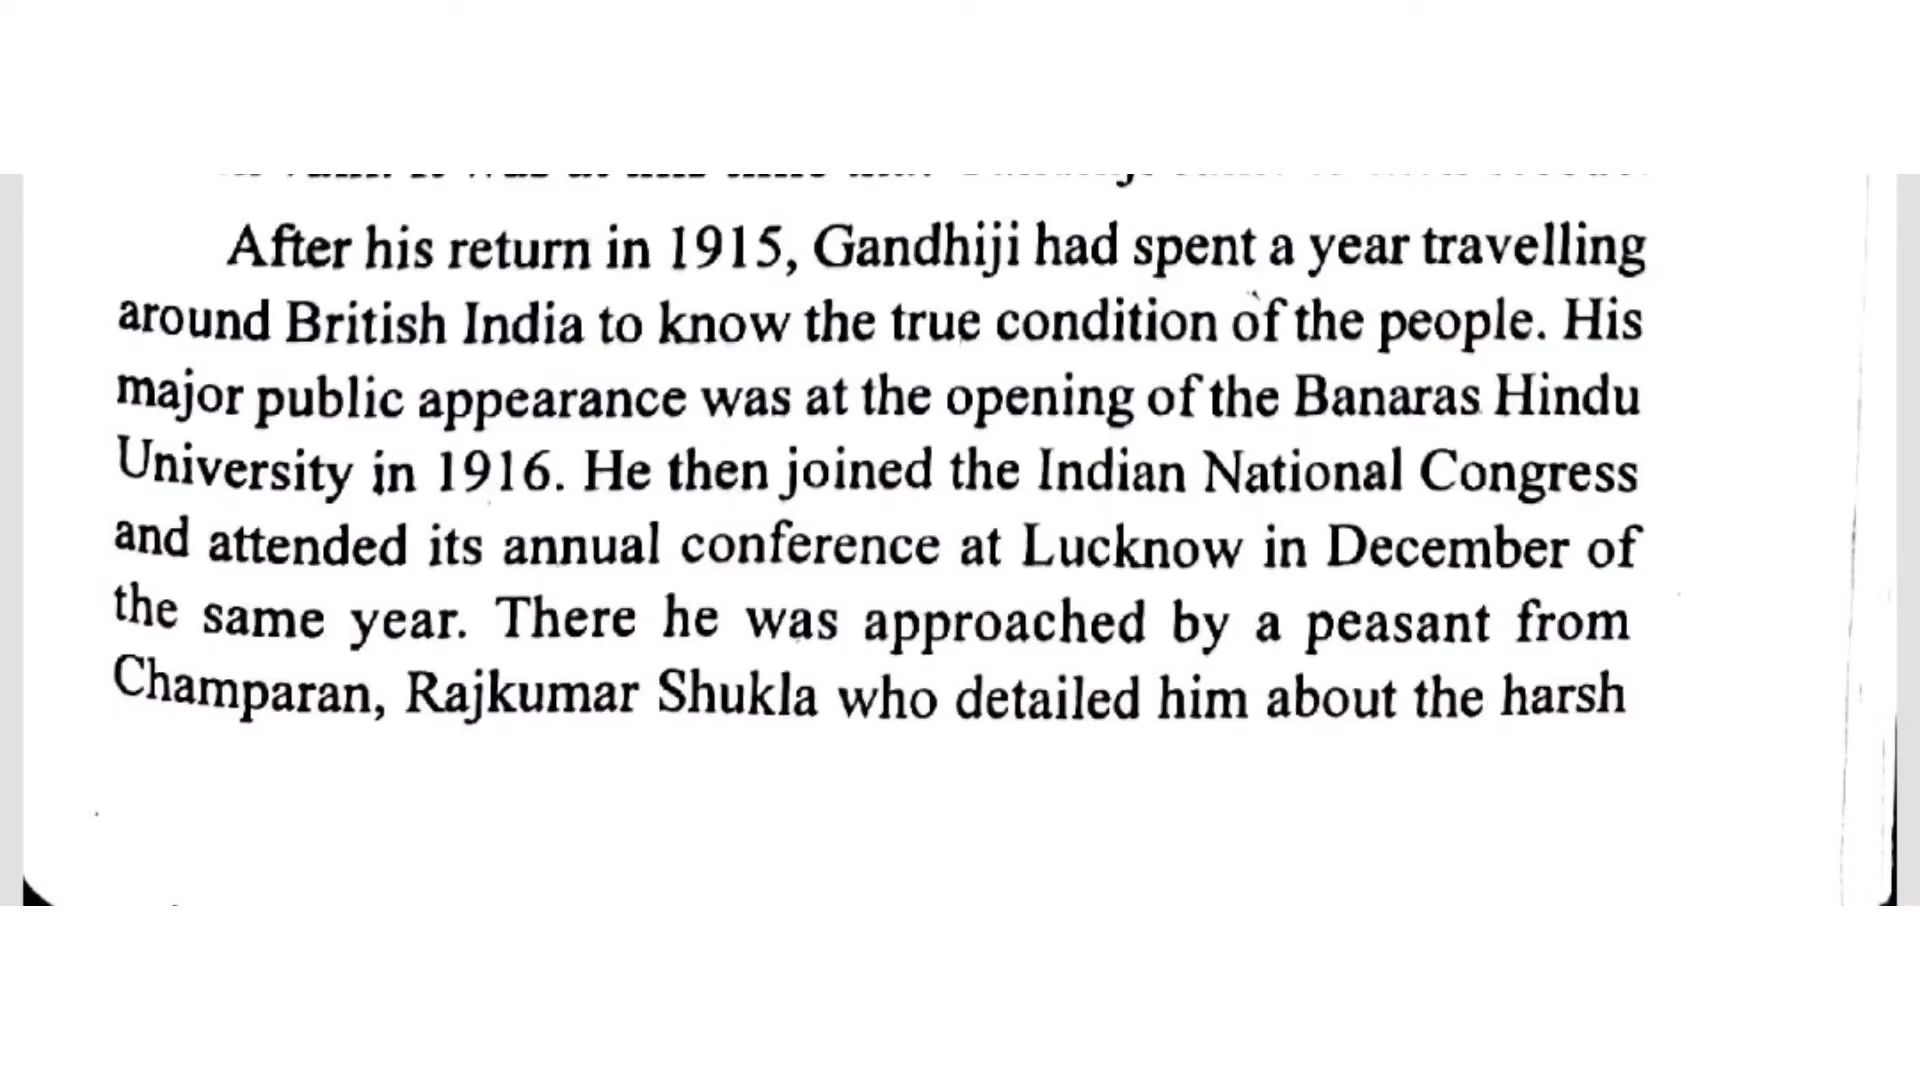 After his return in 1915, Gandhiji had spent a year travelling
around British India to know the true condition of the people. His
major public appearance was at the opening of the Banaras Hindu
University in 1916. He then joined the Indian National Congress
and attended its annual conference at Lucknow in December of
the same year. There he was approached by a peasant from
Champaran, Rajkumar Shukla who detailed him about the harsh